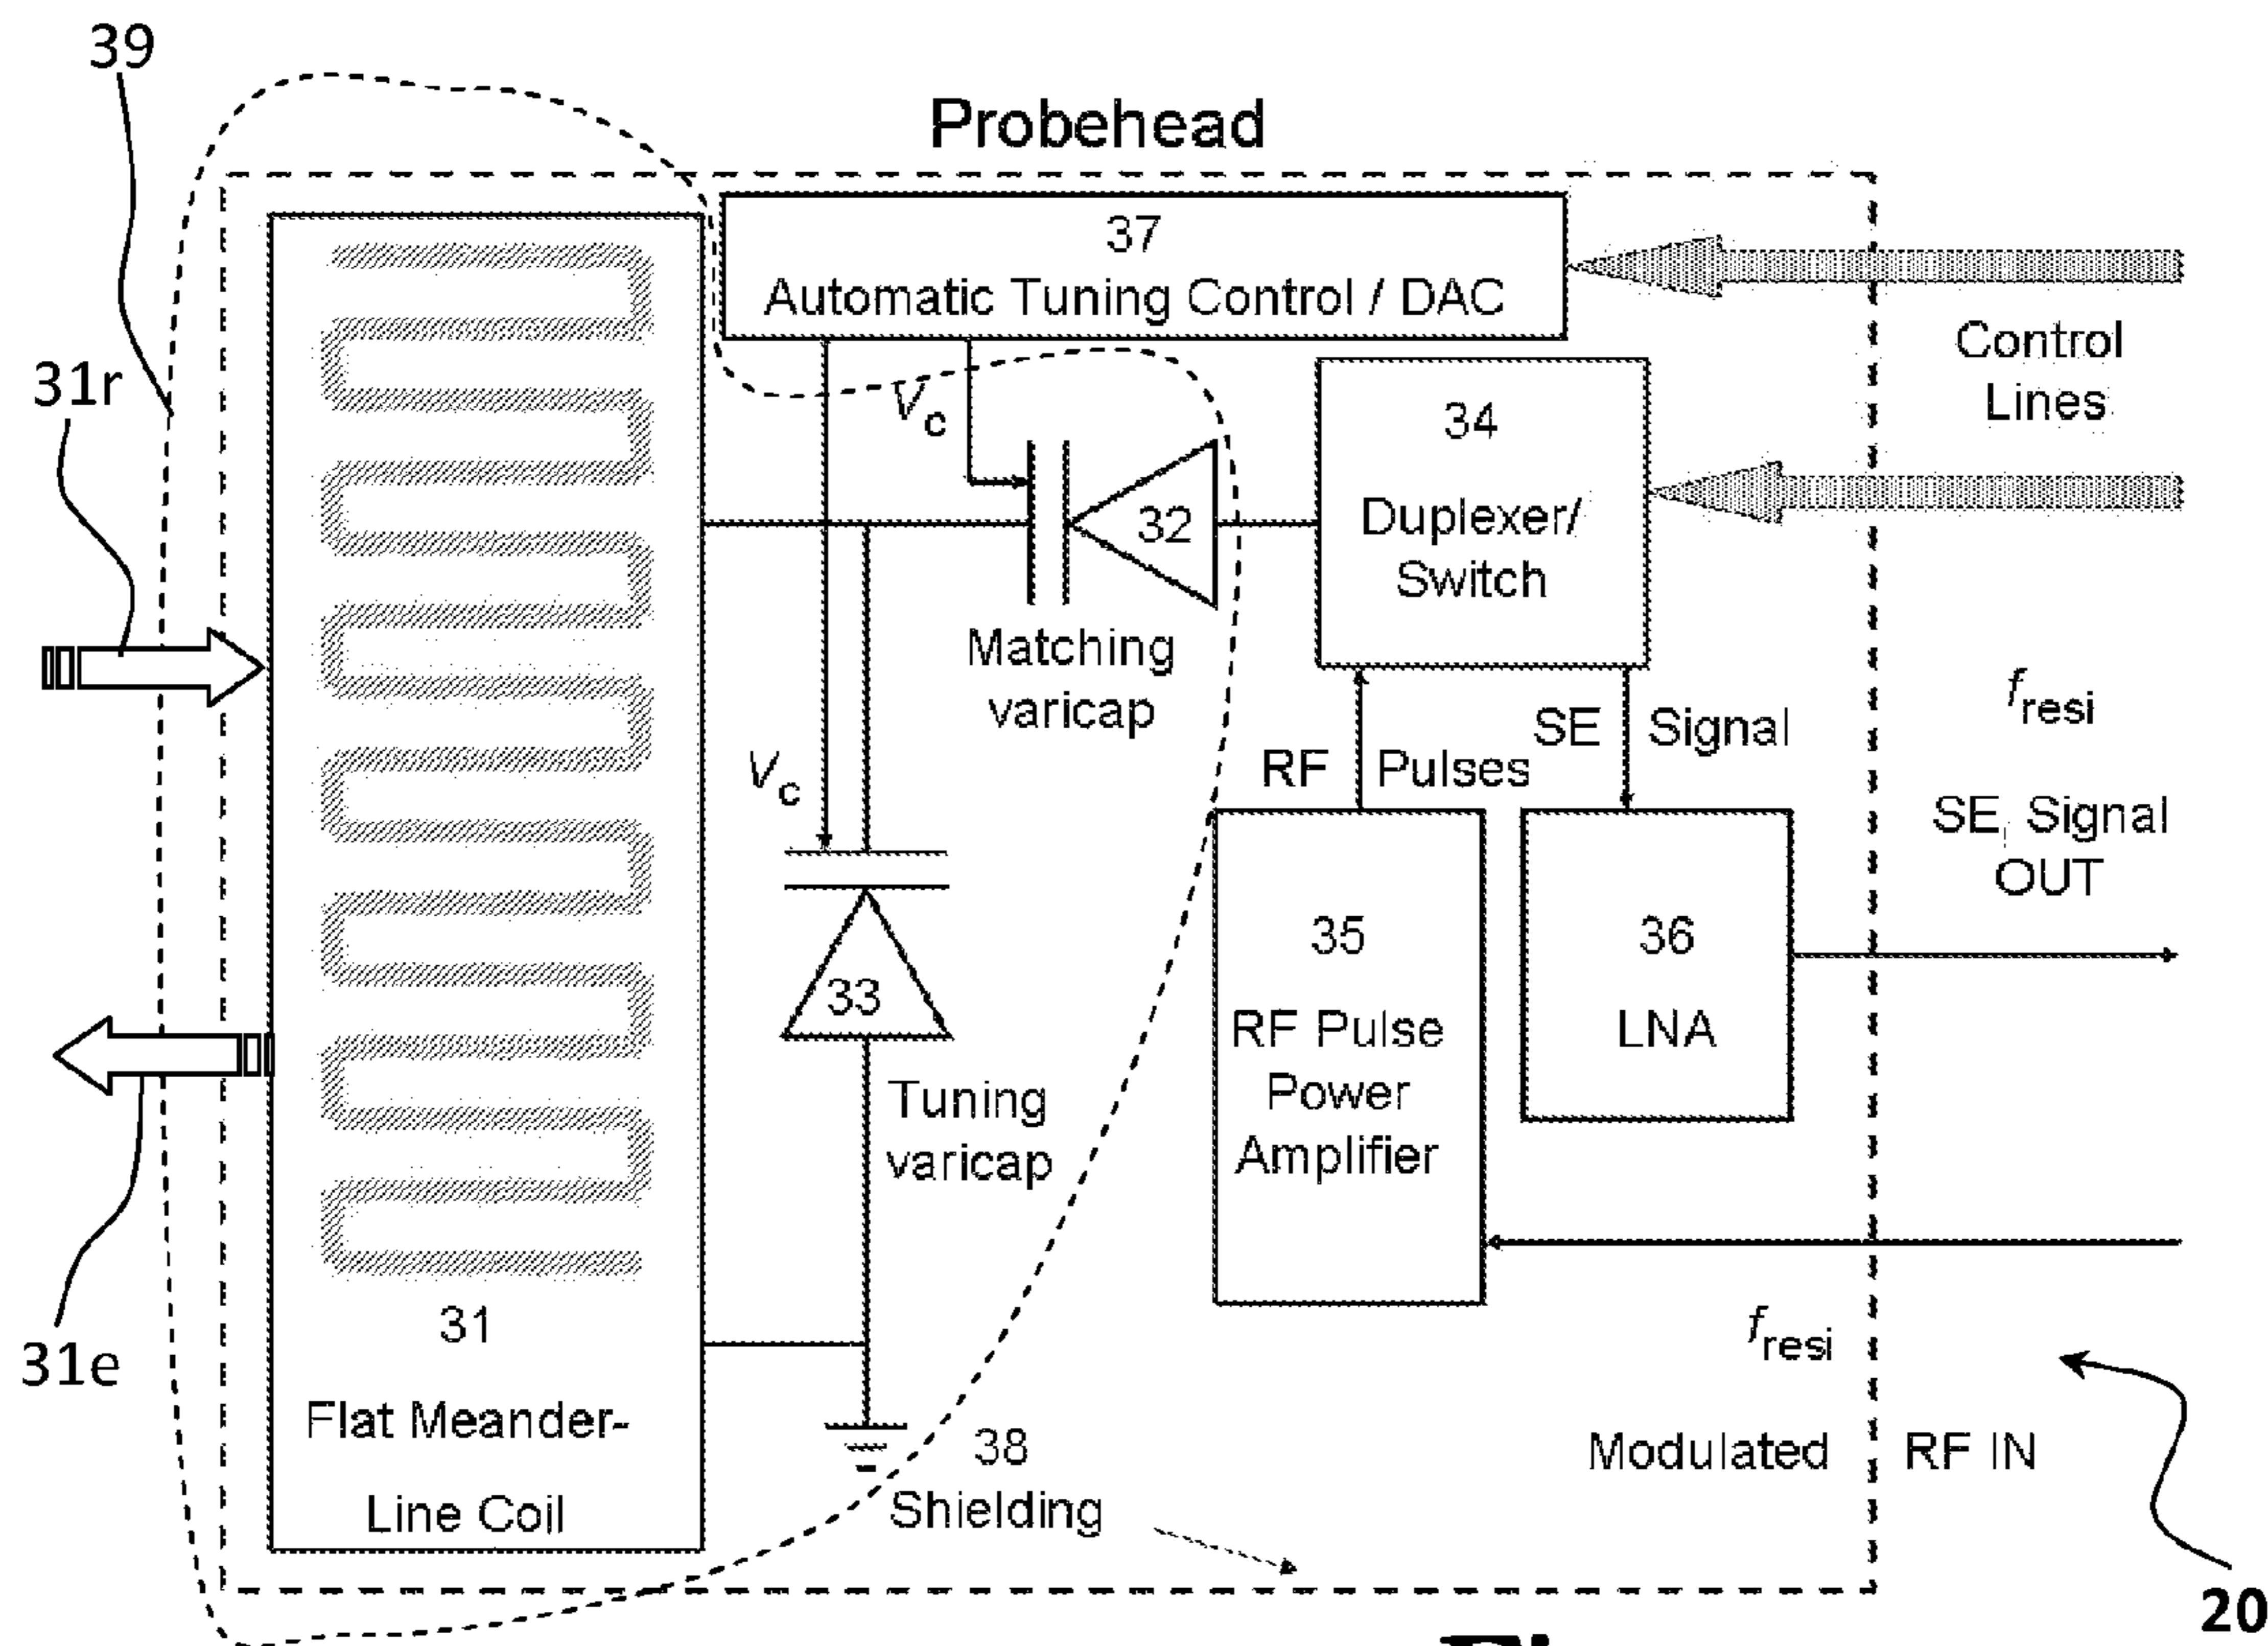 39
Probehead
37
Automatic Tuning Control / DAC
Control
Lines
31r
Vc
34
Duplexer/
Switch
32
Matching
varicap
fresi
SE Signal
RF Pulses
Vc
SE Signal
OUT
35
RF Pulse
Power
Amplifier
36
LNA
33
Tuning
varicap
31
Flat Meander-
Line Coil
31e
fresi
Modulated RF IN
38
Shielding
20